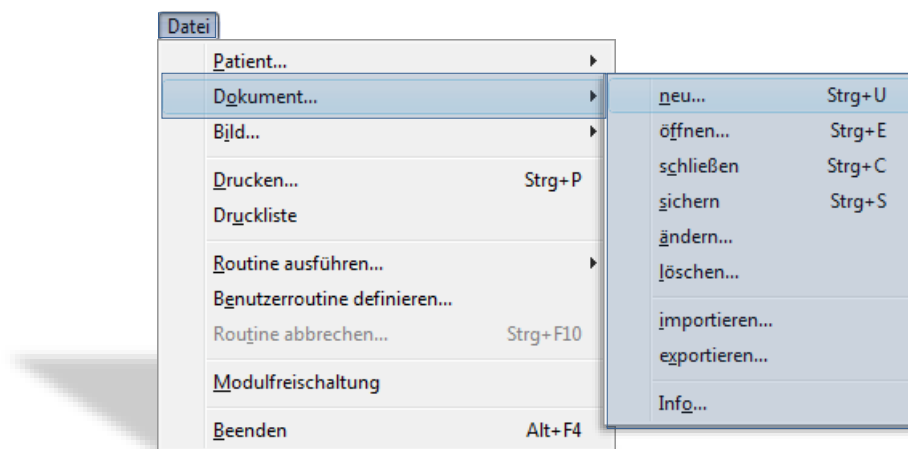 Datei
Patient...
Dokument...
Bild...
Drucken... Strg+P
Druckliste
Routine ausführen...
Benutzerroutine definieren...
Routine abbrechen... Strg+F10
Modulfreischaltung
Beenden Alt+F4
neu... Strg+U
öffnen... Strg+E
schließen Strg+C
sichern Strg+S
ändern...
löschen...
importieren...
exportieren...
Info...